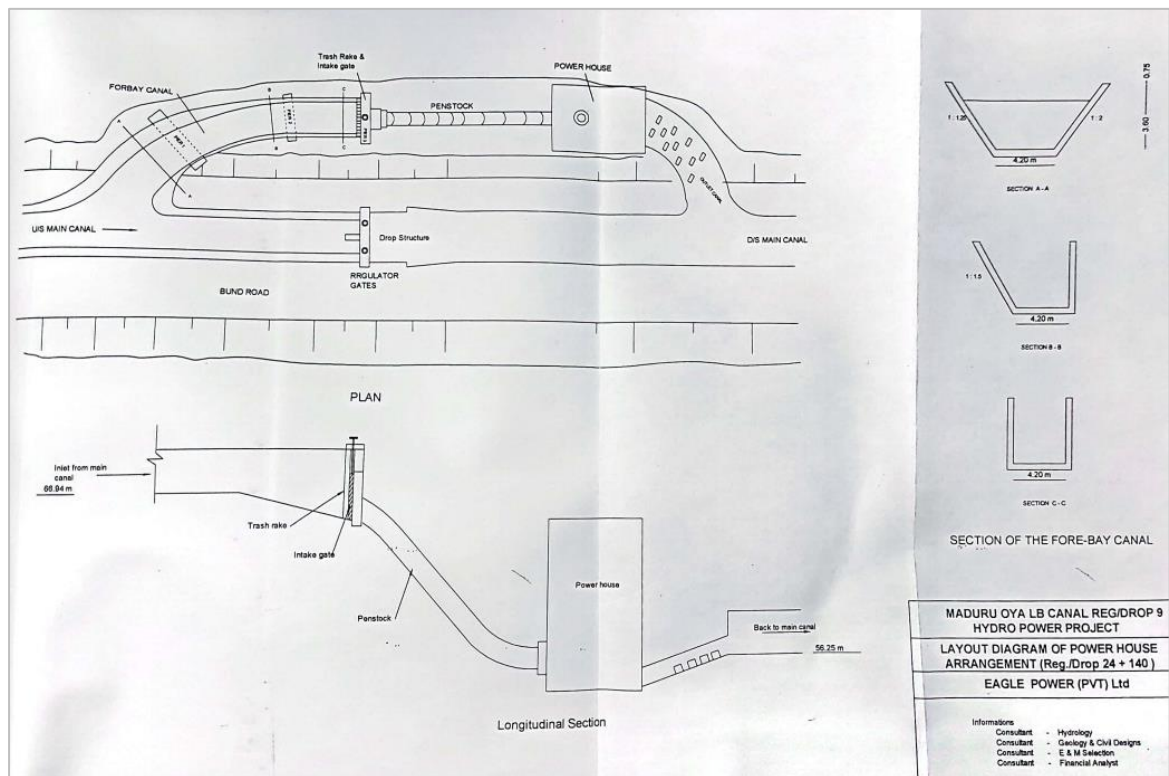 Trash Rake &
Intake gate
POWER HOUSE
FORBAY CANAL
PENSTOCK
A
B
C
B
C
A
OUTLET CANAL
U/S MAIN CANAL
Drop Structure
D/S MAIN CANAL
RRGULATOR
GATES
BUND ROAD
PLAN
Inlet from main
canal
66.94 m
Trash rake
Intake gate
Penstock
Power house
Back to main canal
56.25 m
Longitudinal Section
1 : 1.25
1 : 2
4.20 m
3.60
0.75
SECTION A - A
1 : 1.5
4.20 m
SECTION B - B
4.20 m
SECTION C - C
SECTION OF THE FORE-BAY CANAL
MADURU OYA LB CANAL REG/DROP 9
HYDRO POWER PROJECT
LAYOUT DIAGRAM OF POWER HOUSE
ARRANGEMENT (Reg./Drop 24 + 140 )
EAGLE POWER (PVT) Ltd
Informations
Consultant - Hydrology
Consultant - Geology & Civil Designs
Consultant - E & M Selection
Consultant - Financial Analyst